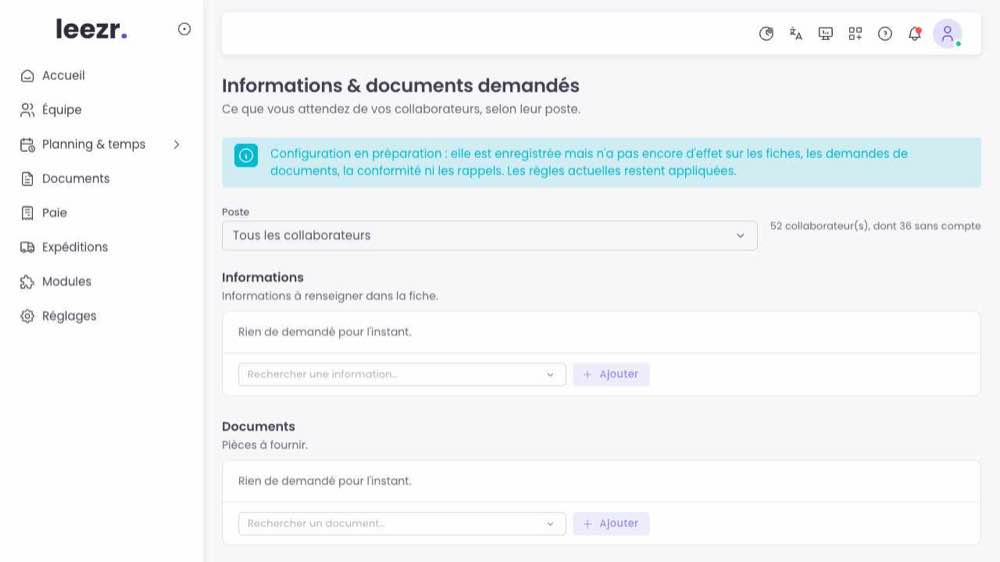 leezr.
Accueil
Équipe
Planning & temps
Documents
Paie
Expéditions
Modules
Réglages
Informations & documents demandés
Ce que vous attendez de vos collaborateurs, selon leur poste.
Configuration en préparation : elle est enregistrée mais n'a pas encore d'effet sur les fiches, les demandes de
documents, la conformité ni les rappels. Les règles actuelles restent appliquées.
Poste
Tous les collaborateurs
52 collaborateur(s), dont 36 sans compte
Informations
Informations à renseigner dans la fiche.
Rien de demandé pour l'instant.
Rechercher une information...
+ Ajouter
Documents
Pièces à fournir.
Rien de demandé pour l'instant.
Rechercher un document...
+ Ajouter